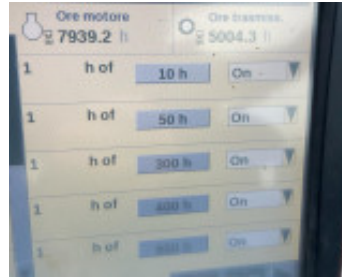 Ore motore Ore trasmiss.
7939.2 h 5004.3 h
1 h of 10 h On
1 h of 50 h On
1 h of 300 h On
1 h of 400 h On
1 h of On